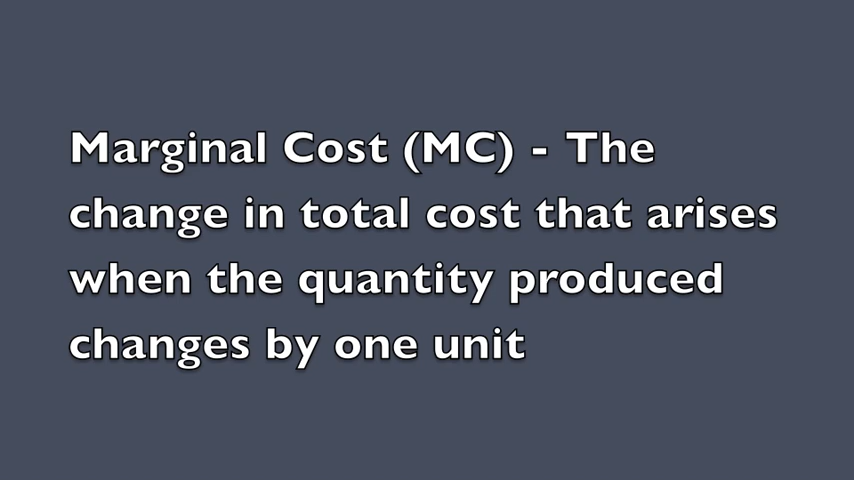 Marginal Cost (MC) - The
change in total cost that arises
when the quantity produced
changes by one unit